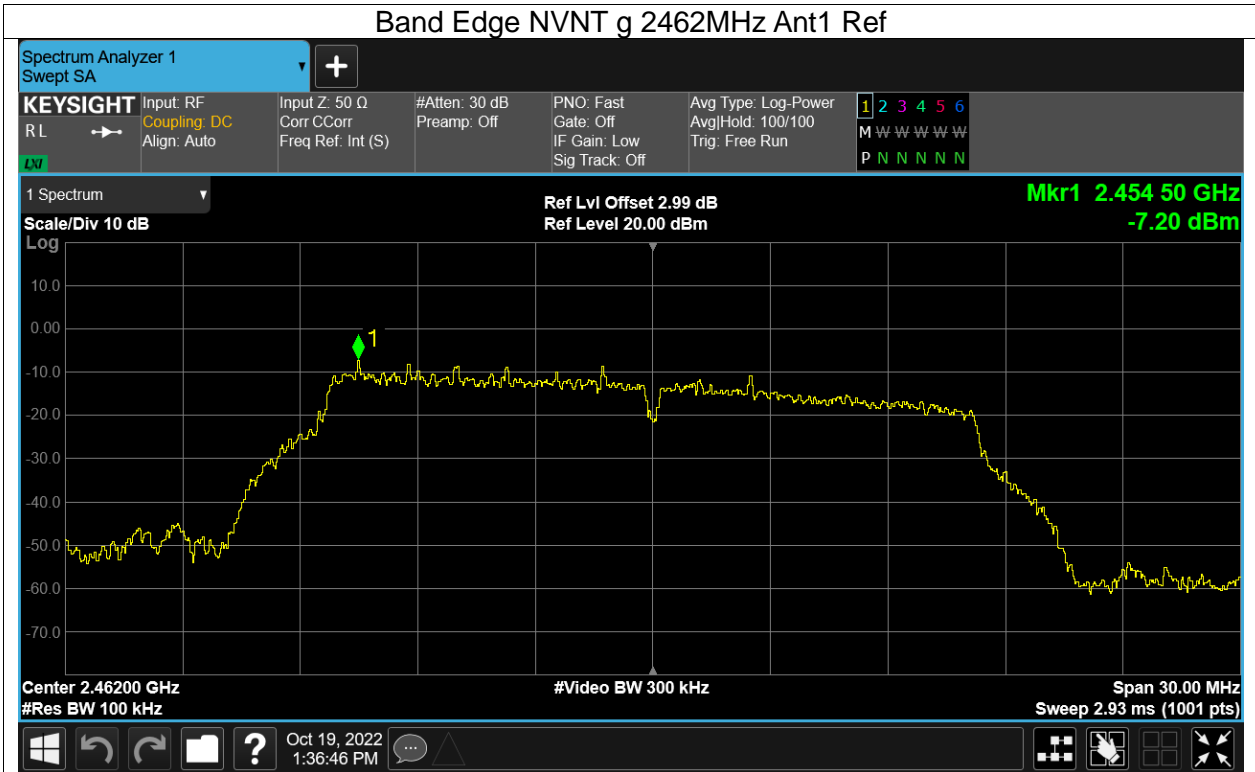 Band Edge NVNT g 2462MHz Ant1 Ref
Spectrum Analyzer 1
Swept SA
KEYSIGHT
RL
LXI
Input: RF
Coupling: DC
Align: Auto
Input Z: 50 Ω
Corr CCorr
Freq Ref: Int (S)
#Atten: 30 dB
Preamp: Off
PNO: Fast
Gate: Off
IF Gain: Low
Sig Track: Off
Avg Type: Log-Power
Avg|Hold: 100/100
Trig: Free Run
1 2 3 4 5 6
M W W W W W W
P N N N N N N
1 Spectrum
Scale/Div 10 dB
Ref Lvl Offset 2.99 dB
Ref Level 20.00 dBm
Mkr1 2.454 50 GHz
-7.20 dBm
Log
10.0
0.00
-10.0
-20.0
-30.0
-40.0
-50.0
-60.0
-70.0
1
Center 2.46200 GHz
#Res BW 100 kHz
#Video BW 300 kHz
Span 30.00 MHz
Sweep 2.93 ms (1001 pts)
?
Oct 19, 2022
1:36:46 PM